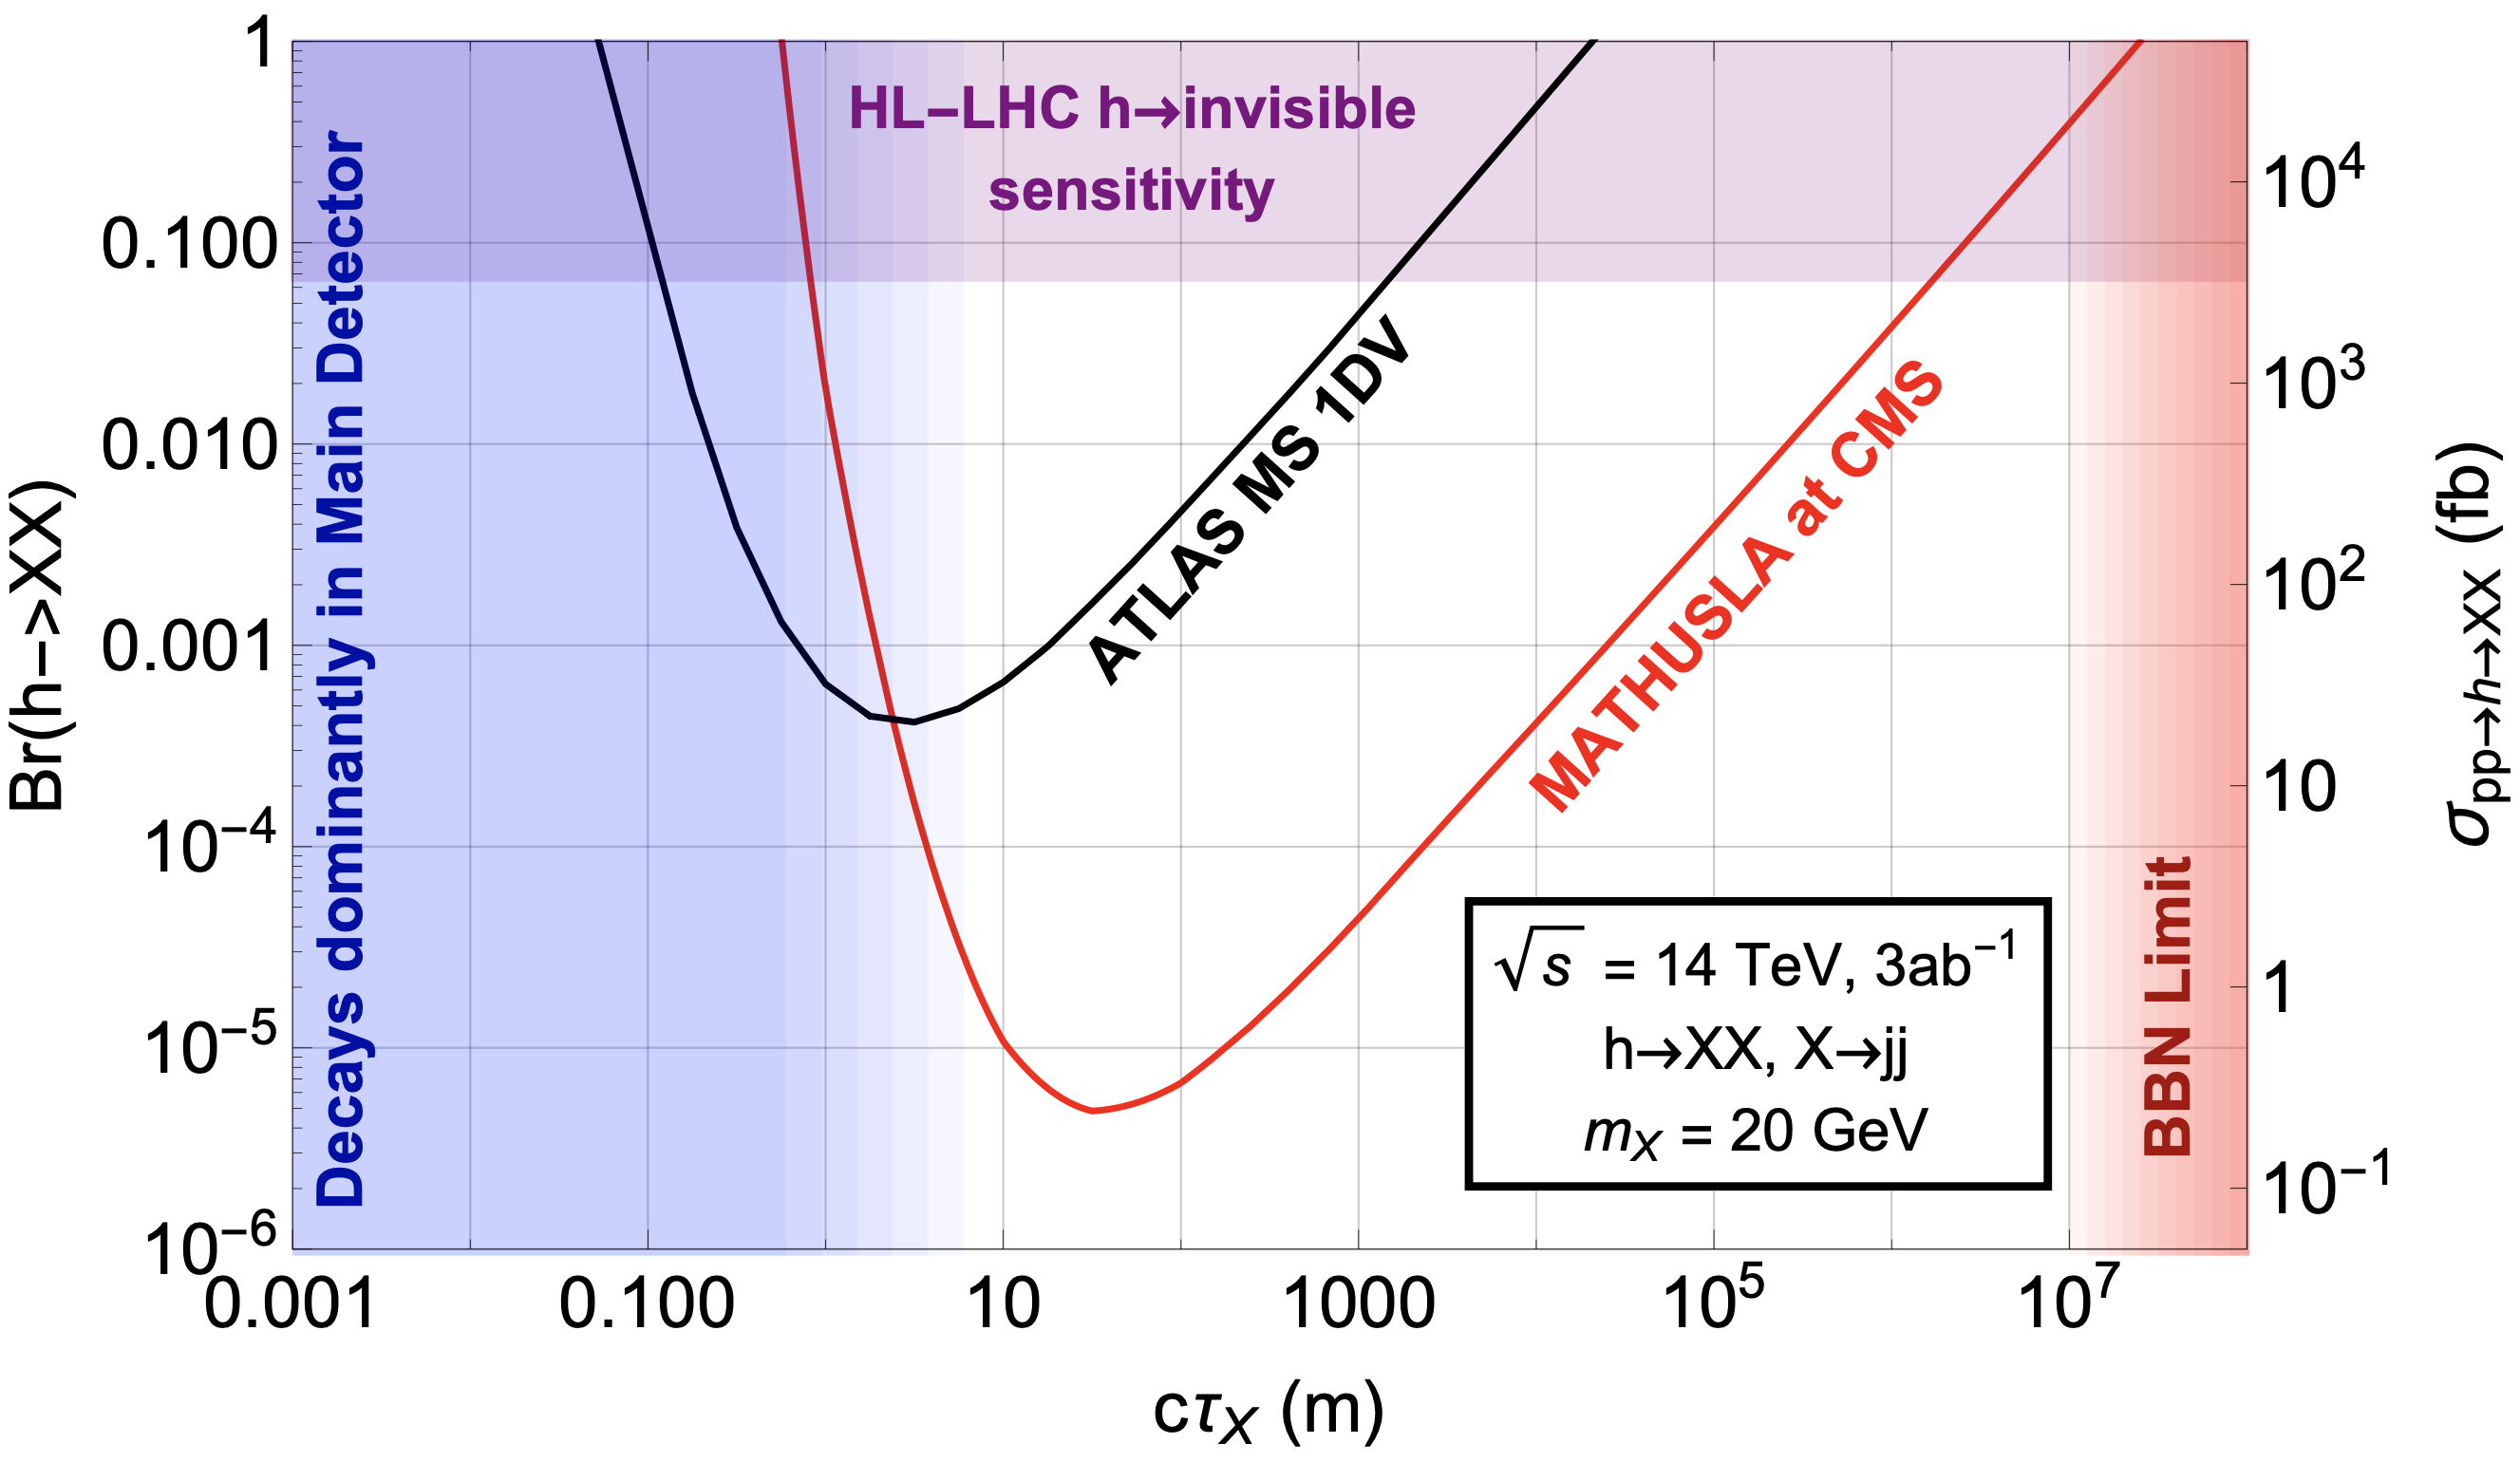 1
0.100
0.010
0.001
10⁻⁴
10⁻⁵
10⁻⁶
Br(h−>XX)
Decays dominantly in Main Detector
HL−LHC h→invisible
sensitivity
ATLAS MS 1DV
MATHUSLA at CMS
√s = 14 TeV, 3ab⁻¹
h→XX, X→jj
m_X = 20 GeV
BBN Limit
10⁴
10³
10²
10
1
10⁻¹
σ_pp→h→XX (fb)
0.001 0.100 10 1000 10⁵ 10⁷
cτ_X (m)